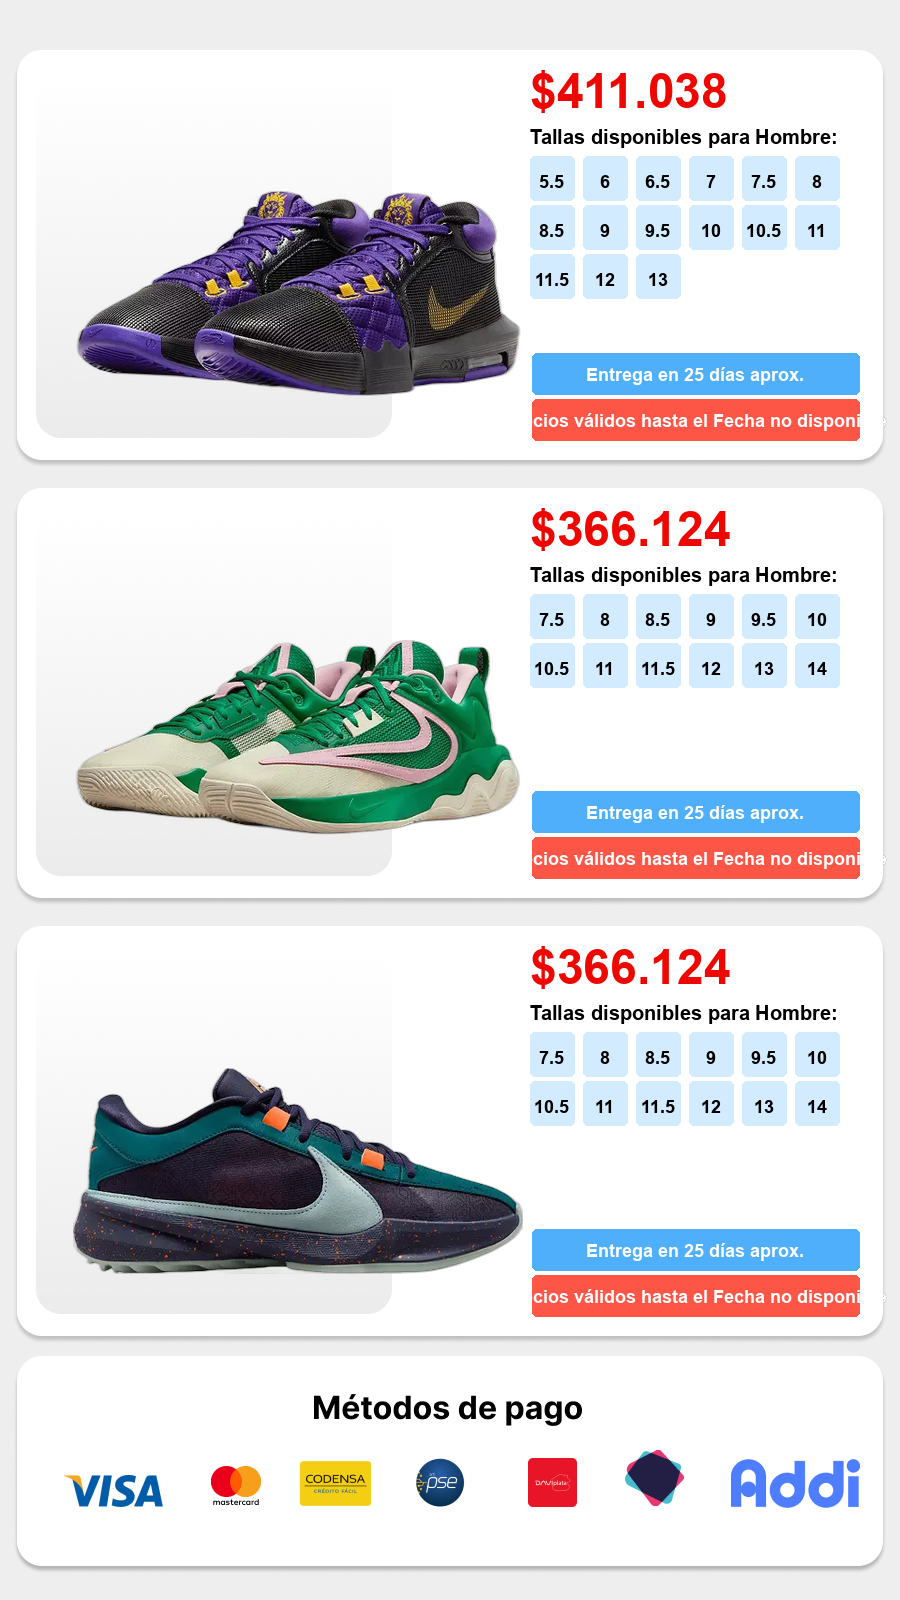 $411.038
Tallas disponibles para Hombre:
5.5 6 6.5 7 7.5 8
8.5 9 9.5 10 10.5 11
11.5 12 13
Entrega en 25 días aprox.
cios válidos hasta el Fecha no disponi
$366.124
Tallas disponibles para Hombre:
7.5 8 8.5 9 9.5 10
10.5 11 11.5 12 13 14
Entrega en 25 días aprox.
cios válidos hasta el Fecha no disponi
$366.124
Tallas disponibles para Hombre:
7.5 8 8.5 9 9.5 10
10.5 11 11.5 12 13 14
Entrega en 25 días aprox.
cios válidos hasta el Fecha no disponi
Métodos de pago
VISA mastercard CODENSA pse DAVIplata Addi
CRÉDITO FÁCIL